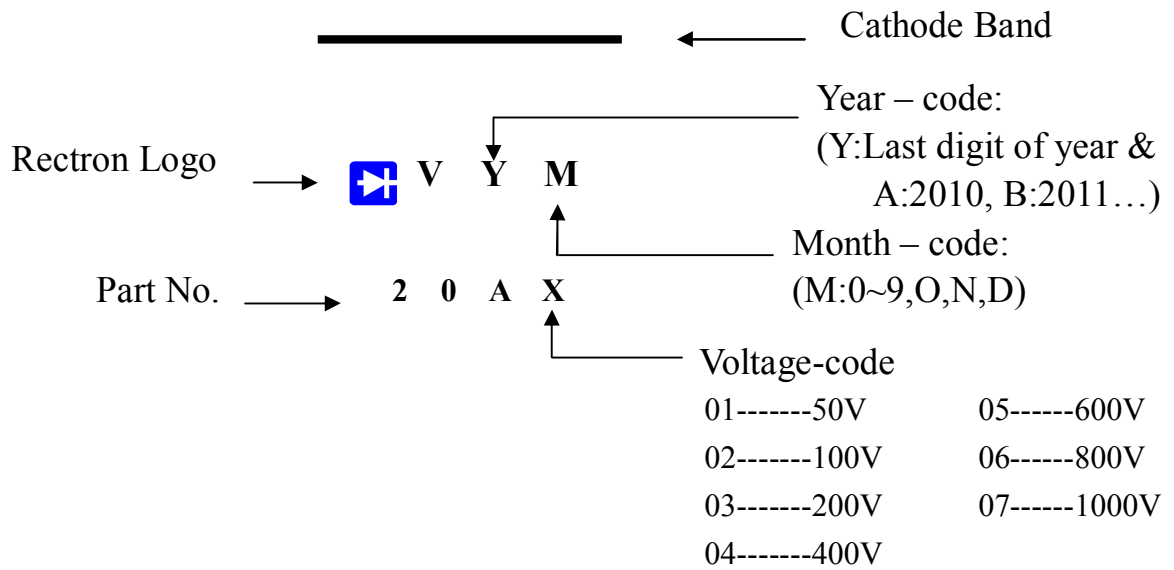 Cathode Band
Year – code:
(Y:Last digit of year &
A:2010, B:2011…)
Rectron Logo
V Y M
Month – code:
(M:0~9,O,N,D)
Part No.
2 0 A X
Voltage-code
01-------50V 05------600V
02-------100V 06------800V
03-------200V 07------1000V
04-------400V